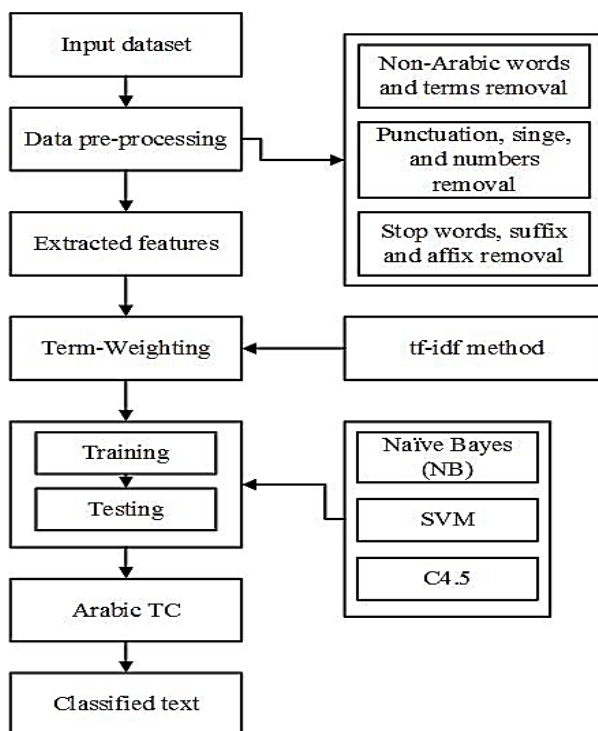 Input dataset
Data pre-processing
Non-Arabic words
and terms removal
Punctuation, singe,
and numbers
removal
Stop words, suffix
and affix removal
Extracted features
Term-Weighting
tf-idf method
Training
Testing
Naïve Bayes
(NB)
SVM
C4.5
Arabic TC
Classified text